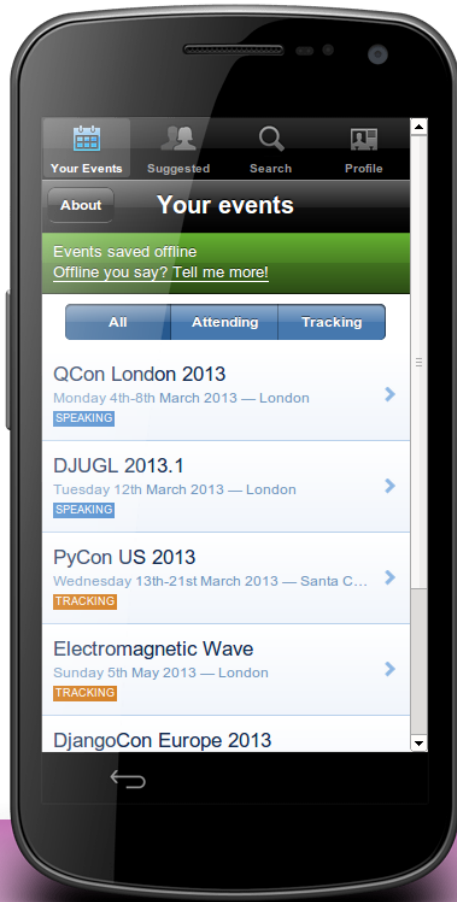 Your Events Suggested Search Profile
About Your events
Events saved offline
Offline you say? Tell me more!
All Attending Tracking
QCon London 2013
Monday 4th-8th March 2013 — London
SPEAKING
DJUGL 2013.1
Tuesday 12th March 2013 — London
SPEAKING
PyCon US 2013
Wednesday 13th-21st March 2013 — Santa C...
TRACKING
Electromagnetic Wave
Sunday 5th May 2013 — London
TRACKING
DjangoCon Europe 2013